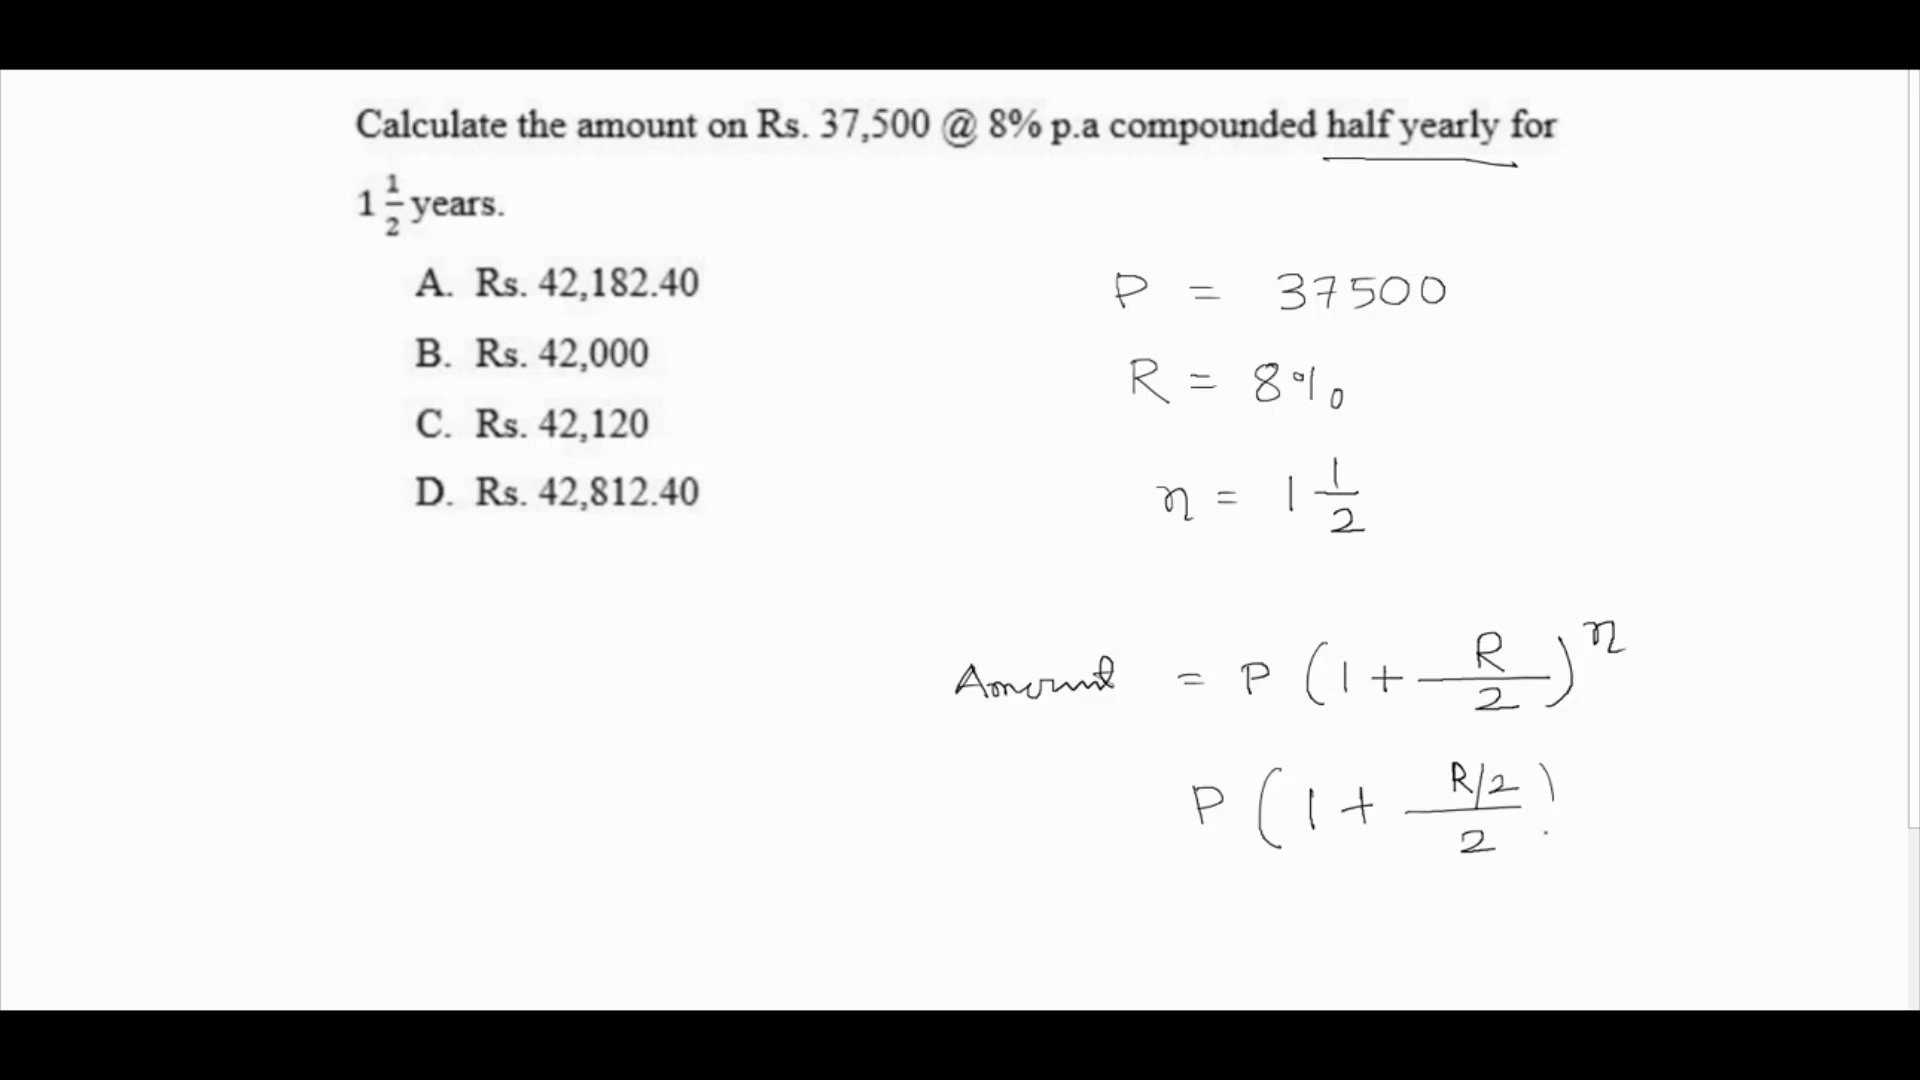 Calculate the amount on Rs. 37,500 @ 8% p.a compounded half yearly for
1 1/2 years.
A. Rs. 42,182.40
B. Rs. 42,000
C. Rs. 42,120
D. Rs. 42,812.40
P = 37500
R = 8%
n = 1 1/2
Amount = P (1 + R/2)^n
P (1 + (R/2)/2)